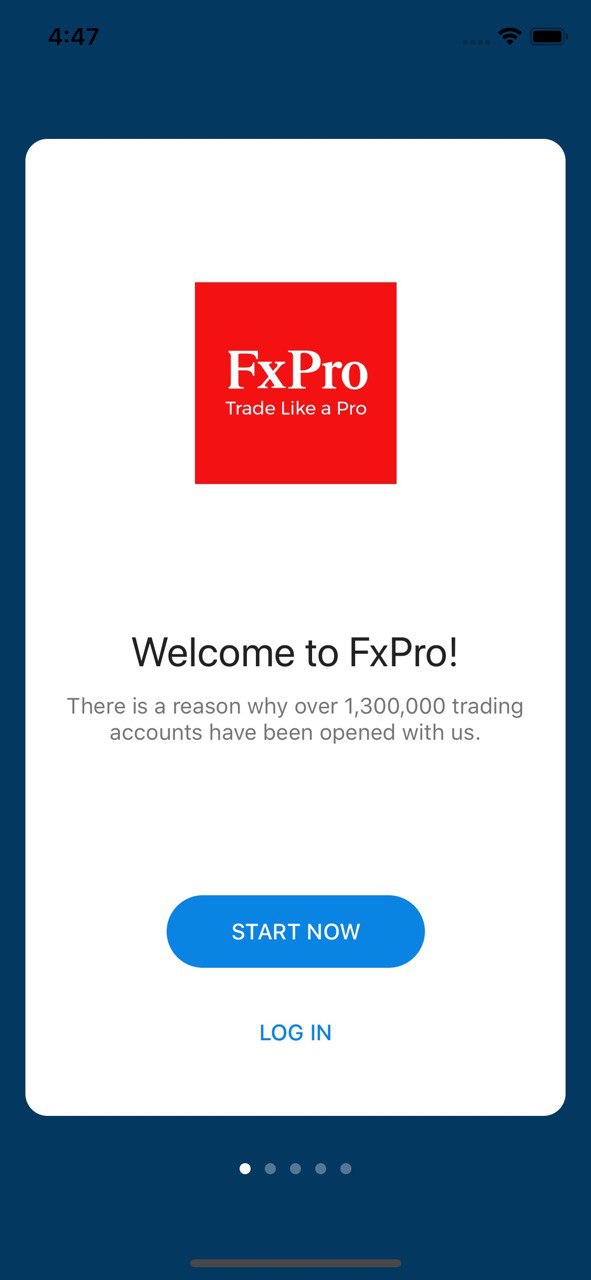 4:47
FxPro
Trade Like a Pro
Welcome to FxPro!
There is a reason why over 1,300,000 trading
accounts have been opened with us.
START NOW
LOG IN